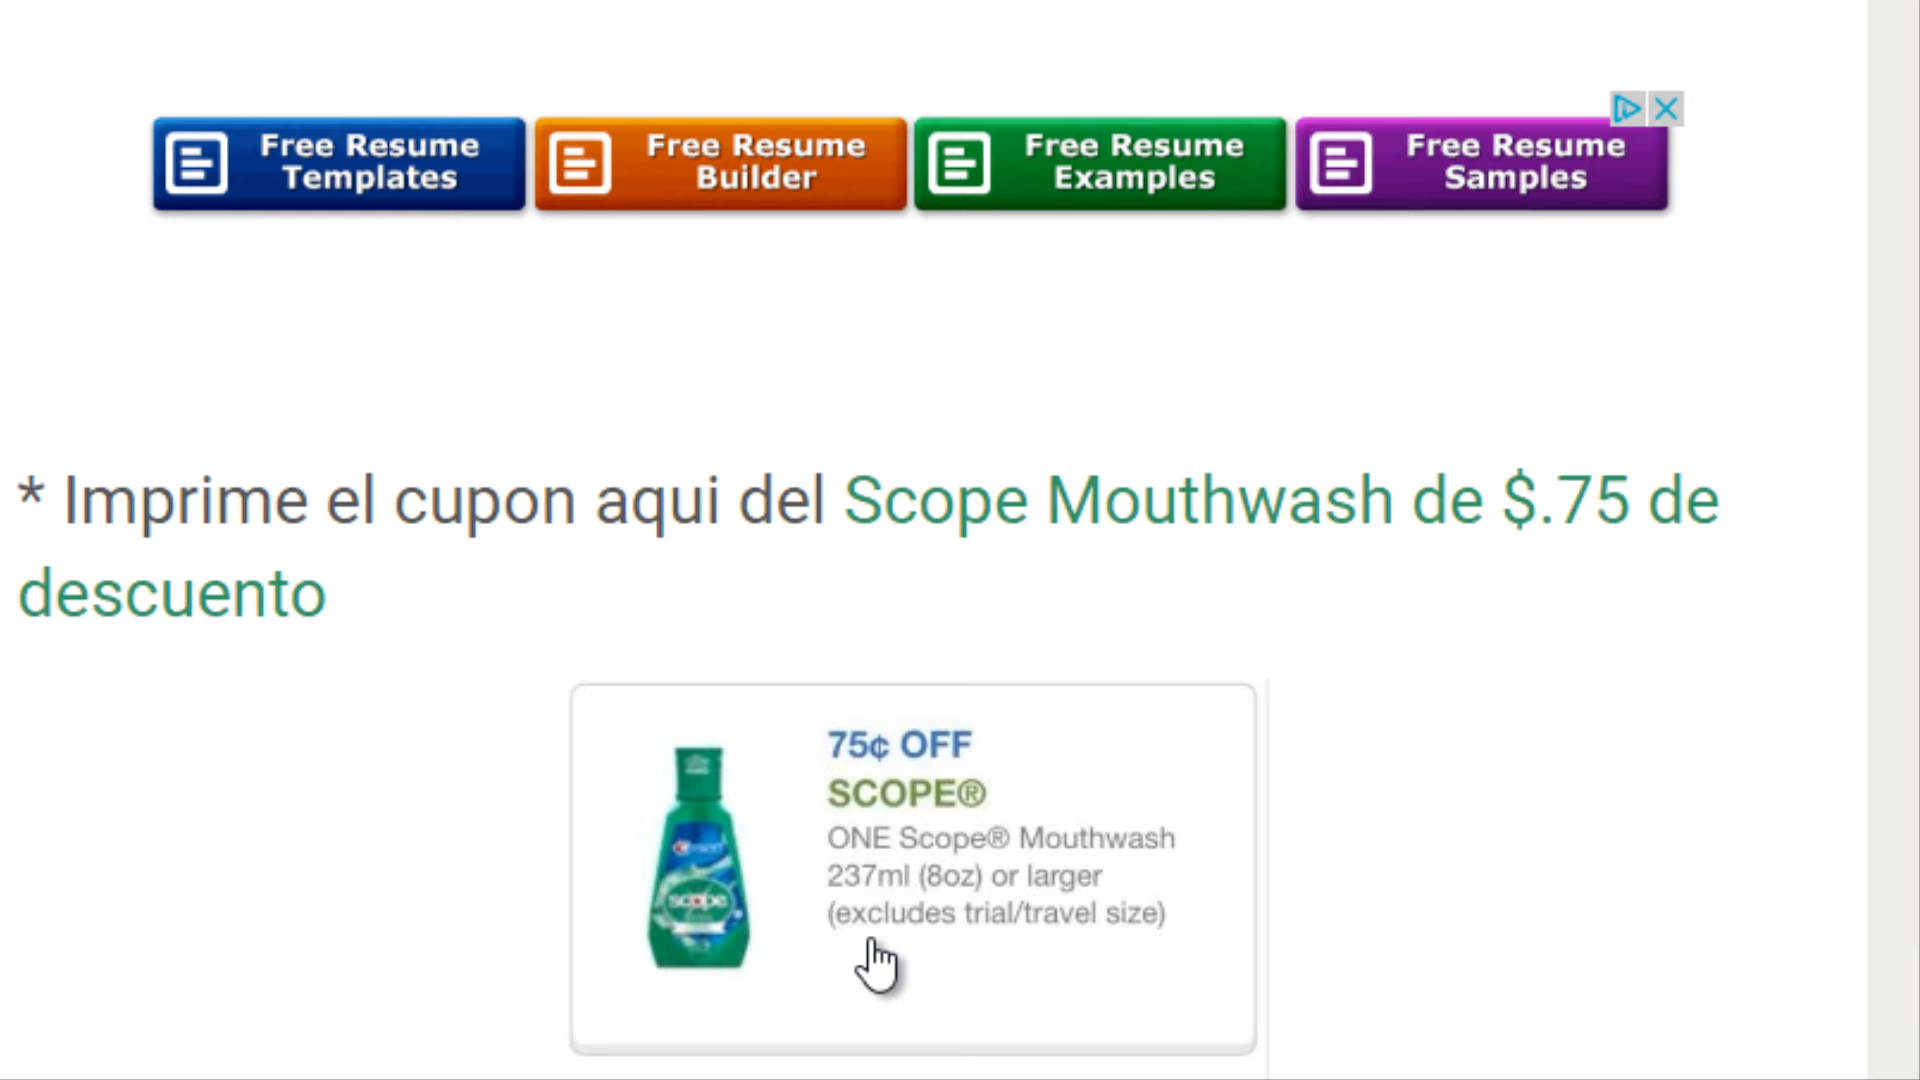 Free Resume
Templates
Free Resume
Builder
Free Resume
Examples
Free Resume
Samples
* Imprime el cupon aqui del Scope Mouthwash de $.75 de
descuento
75¢ OFF
SCOPE®
ONE Scope® Mouthwash
237ml (8oz) or larger
(excludes trial/travel size)
scope